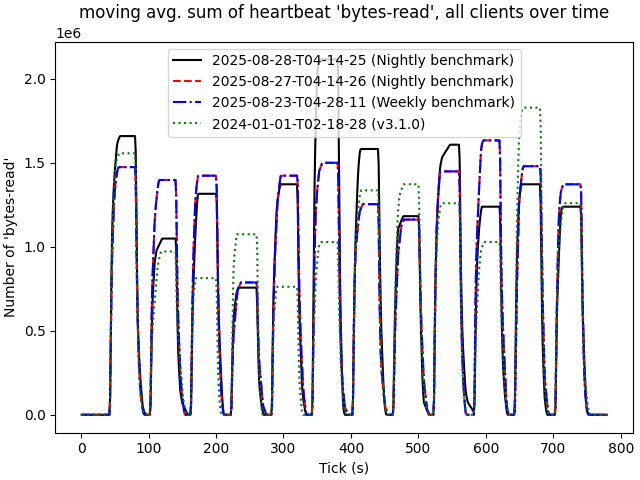 moving avg. sum of heartbeat 'bytes-read', all clients over time
1e6
2025-08-28-T04-14-25 (Nightly benchmark)
2025-08-27-T04-14-26 (Nightly benchmark)
2025-08-23-T04-28-11 (Weekly benchmark)
2024-01-01-T02-18-28 (v3.1.0)
Number of 'bytes-read'
2.0
1.5
1.0
0.5
0.0
0 100 200 300 400 500 600 700 800
Tick (s)